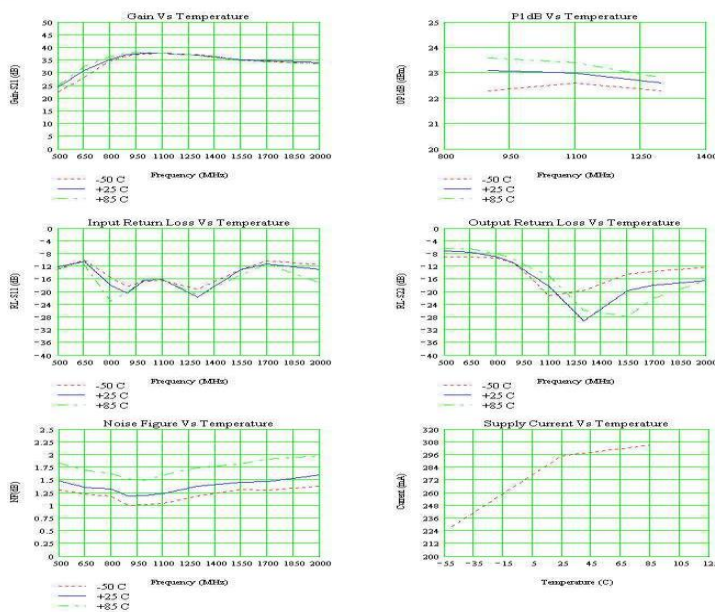 Gain Vs Temperature
50
45
40
35
30
25
20
15
10
5
0
Gain-S21 (dB)
500 650 800 950 1100 1250 1400 1550 1700 1850 2000
Frequency (MHz)
-50 C
+25 C
+85 C
P1dB Vs Temperature
25
24
23
22
21
20
OP1dB (dBm)
800 950 1100 1250 1400
Frequency (MHz)
-50 C
+25 C
+85 C
Input Return Loss Vs Temperature
0
-4
-8
-12
-16
-20
-24
-28
-32
-36
-40
RL-S11 (dB)
500 650 800 950 1100 1250 1400 1550 1700 1850 2000
Frequency (MHz)
-50 C
+25 C
+85 C
Output Return Loss Vs Temperature
0
-4
-8
-12
-16
-20
-24
-28
-32
-36
-40
RL-S22 (dB)
500 650 800 950 1100 1250 1400 1550 1700 1850 2000
Frequency (MHz)
-50 C
+25 C
+85 C
Noise Figure Vs Temperature
2.5
2.25
2
1.75
1.5
1.25
1
0.75
0.5
0.25
0
NF(dB)
500 650 800 950 1100 1250 1400 1550 1700 1850 2000
Frequency (MHz)
-50 C
+25 C
+85 C
Supply Current Vs Temperature
320
308
296
284
272
260
248
236
224
212
200
Current (mA)
-55 -35 -15 5 25 45 65 85 105 125
Temperature (C)